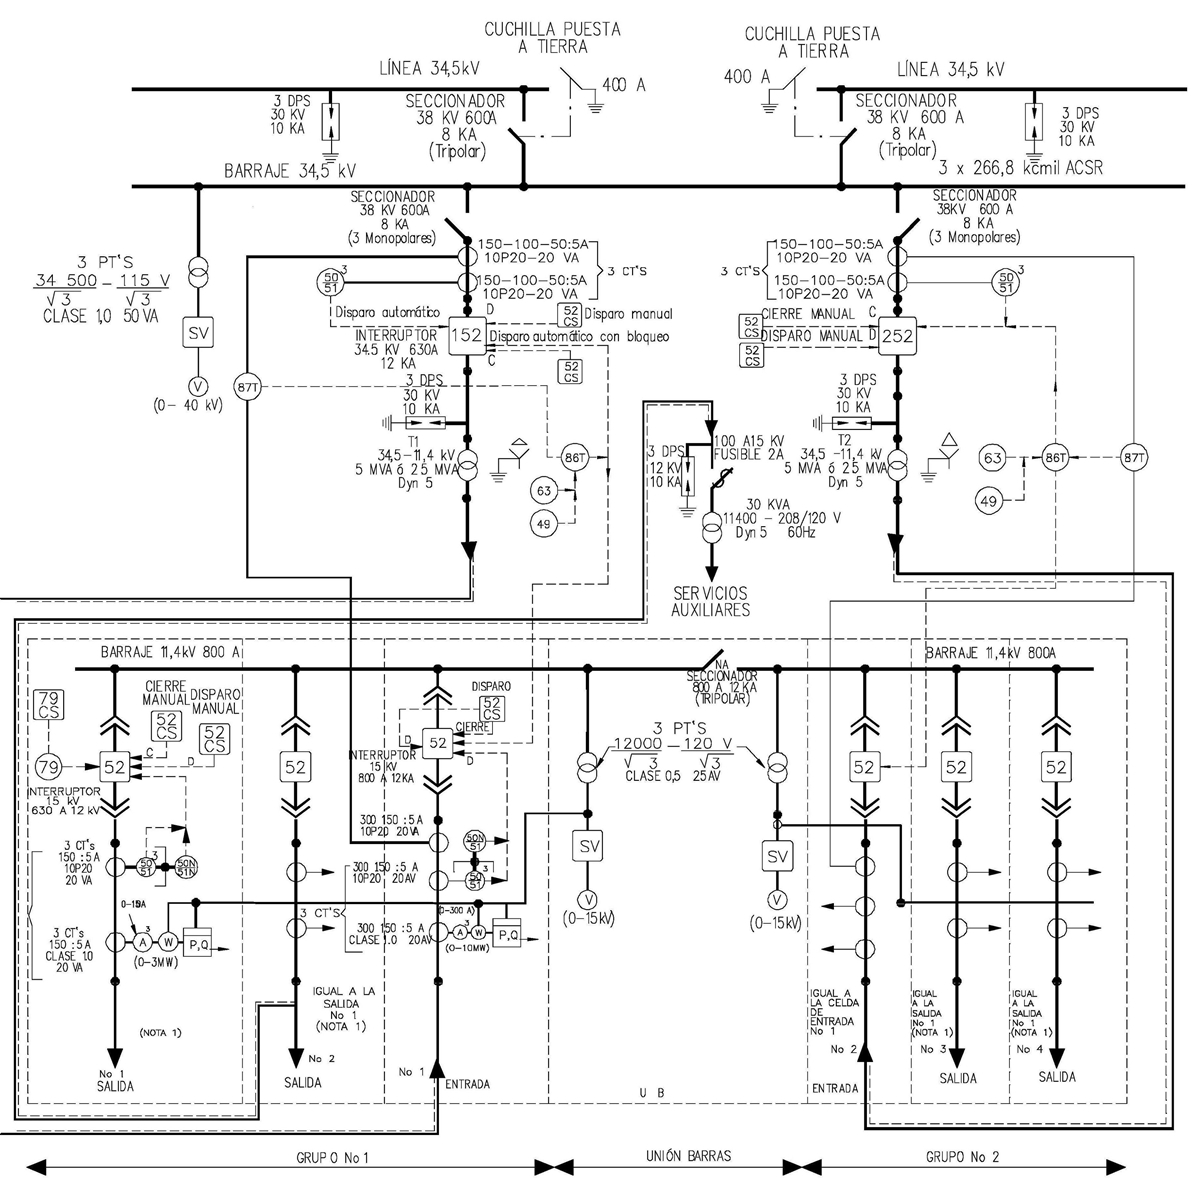 CUCHILLA PUESTA
A TIERRA
CUCHILLA PUESTA
A TIERRA
LÍNEA 34,5kV
400 A
400 A
LÍNEA 34,5 kV
3 DPS
30 KV
10 KA
SECCIONADOR
38 KV 600A
8 KA
(Tripolar)
SECCIONADOR
38 KV 600 A
8 KA
(Tripolar)
3 DPS
30 KV
10 KA
BARRAJE 34,5 kV
3 x 266,8 kcmil ACSR
SECCIONADOR
38 KV 600A
8 KA
(3 Monopolares)
SECCIONADOR
38KV 600 A
8 KA
(3 Monopolares)
3 PT'S
34 500 – 115 V
√3 √3
CLASE 1,0 50VA
SV
V
(0– 40 kV)
150–100–50:5A
10P20–20 VA
150–100–50:5A
10P20–20 VA
3 CT'S
50
51
3
150–100–50:5A
10P20–20 VA
150–100–50:5A
10P20–20 VA
3 CT'S
50
51
3
Disparo automático
D
52
CS
Disparo manual
INTERRUPTOR
34.5 KV 630A
12 KA
152
Disparo automático con bloqueo
C
52
CS
52
CS
CIERRE MANUAL
C
52
CS
DISPARO MANUAL
D
252
87T
3 DPS
30 KV
10 KA
T1
34,5–11,4 kV
5 MVA ó 2.5 MVA
Dyn 5
86T
63
49
3 DPS
12 KV
10 KA
100 A15 KV
FUSIBLE 2A
30 KVA
11400 – 208/120 V
Dyn 5 60Hz
SERVICIOS
AUXILIARES
3 DPS
30 KV
10 KA
T2
34,5 –11,4 kV
5 MVA ó 2.5 MVA
Dyn 5
63
49
86T
87T
BARRAJE 11,4kV 800 A
NA
SECCIONADOR
800 A 12KA
(TRIPOLAR)
BARRAJE 11,4kV 800A
79
CS
CIERRE
MANUAL
DISPARO
MANUAL
52
CS
52
CS
79
52
C
D
INTERRUPTOR
15 kV
630 A 12 kV
52
DISPARO
52
CS
CIERRE
D
52
D
INTERRUPTOR
15 KV
800 A 12KA
3 PT'S
12000 – 120 V
√3 √3
CLASE 0,5 25AV
52
52
52
3 CT's
150 :5 A
10P20
20 VA
50
51
3
50N
51N
300 150 :5 A
10P20 20 VA
50N
51N
300 150 :5 A
10P20 20AV
50
51
3
SV
V
(0–15kV)
SV
V
(0–15kV)
3 CT'S
3 CT's
150 :5 A
CLASE 1.0
20 VA
0–150A
A
3
W
P,Q
(0–3MW)
300 150 :5 A
CLASE 1.0 20AV
(0–300 A)
A
3
W
P,Q
(0–10MW)
(NOTA 1)
No 1
SALIDA
IGUAL A LA
SALIDA
No 1
(NOTA 1)
No 2
SALIDA
No 1
ENTRADA
U B
IGUAL A
LA CELDA
DE
ENTRADA
No 1
No 2
ENTRADA
IGUAL
A LA
SALIDA
No 1
(NOTA 1)
No 3
SALIDA
IGUAL
A LA
SALIDA
No 1
(NOTA 1)
No 4
SALIDA
GRUPO No 1
UNIÓN BARRAS
GRUPO No 2